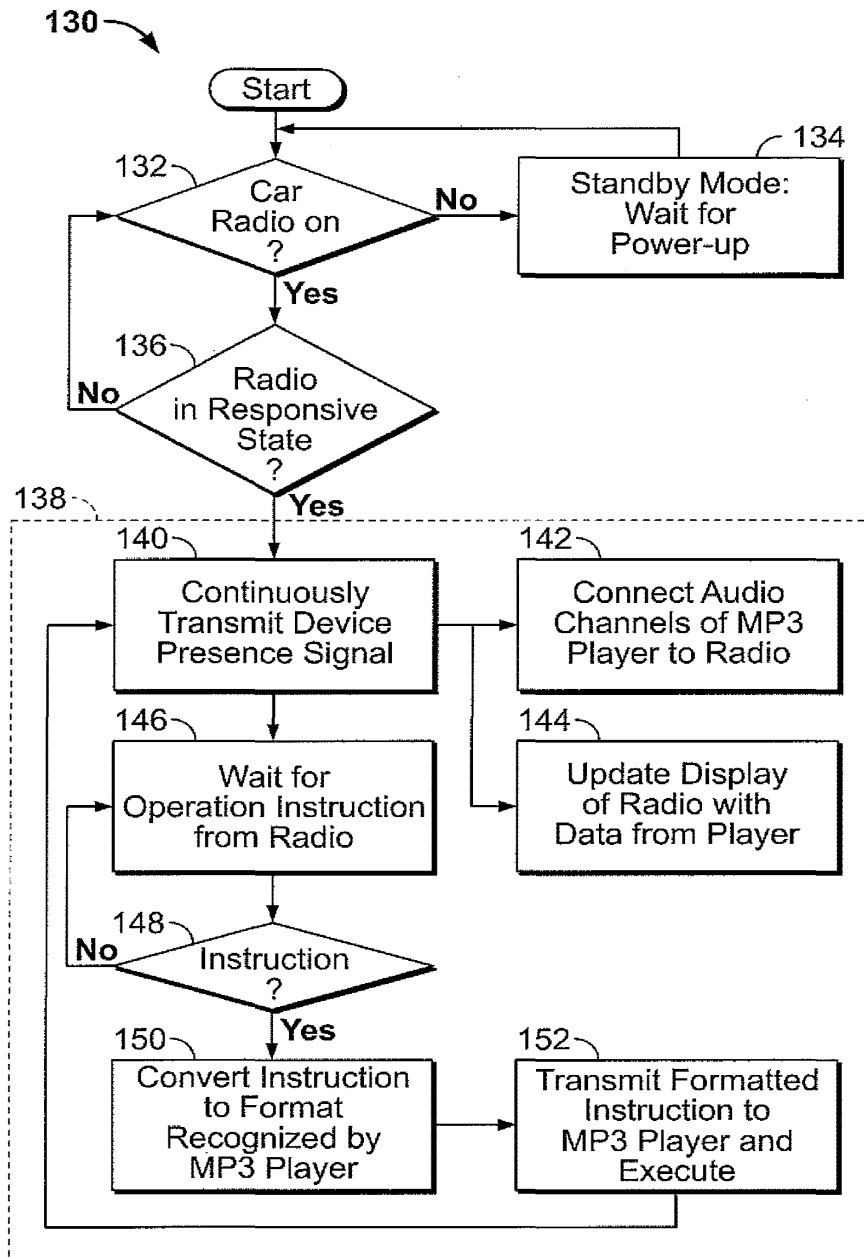 130
Start
132
Car
Radio on
?
No
134
Standby Mode:
Wait for
Power-up
Yes
136
Radio
in Responsive
State
?
No
Yes
138
140
Continuously
Transmit Device
Presence Signal
142
Connect Audio
Channels of MP3
Player to Radio
146
Wait for
Operation Instruction
from Radio
144
Update Display
of Radio with
Data from Player
148
No
Instruction
?
Yes
150
Convert Instruction
to Format
Recognized by
MP3 Player
152
Transmit Formatted
Instruction to
MP3 Player and
Execute